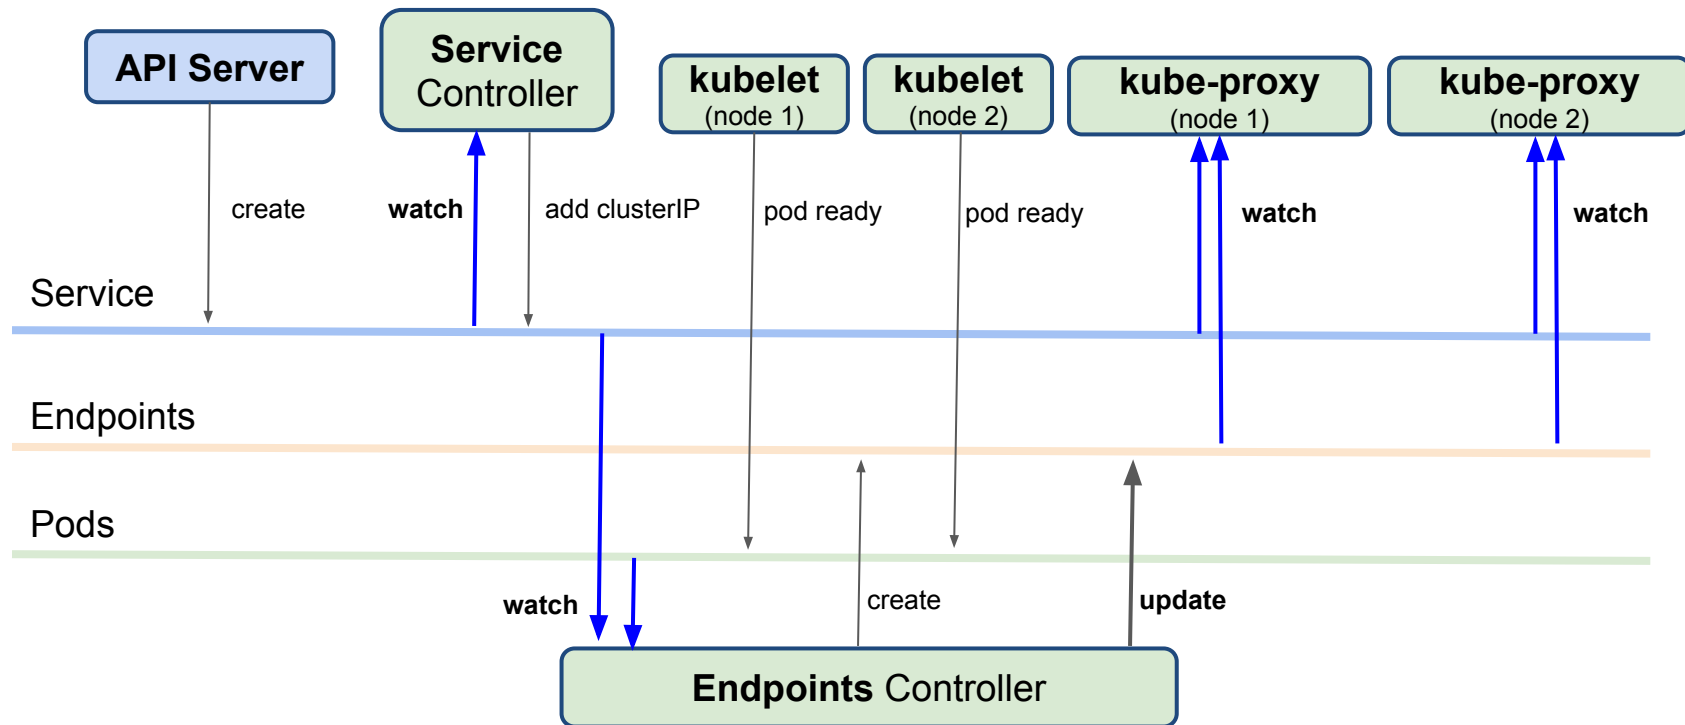 API Server
Service
Controller
kubelet
(node 1)
kubelet
(node 2)
kube-proxy
(node 1)
kube-proxy
(node 2)
create
watch
add clusterIP
pod ready
pod ready
watch
watch
Service
Endpoints
Pods
watch
create
update
Endpoints Controller